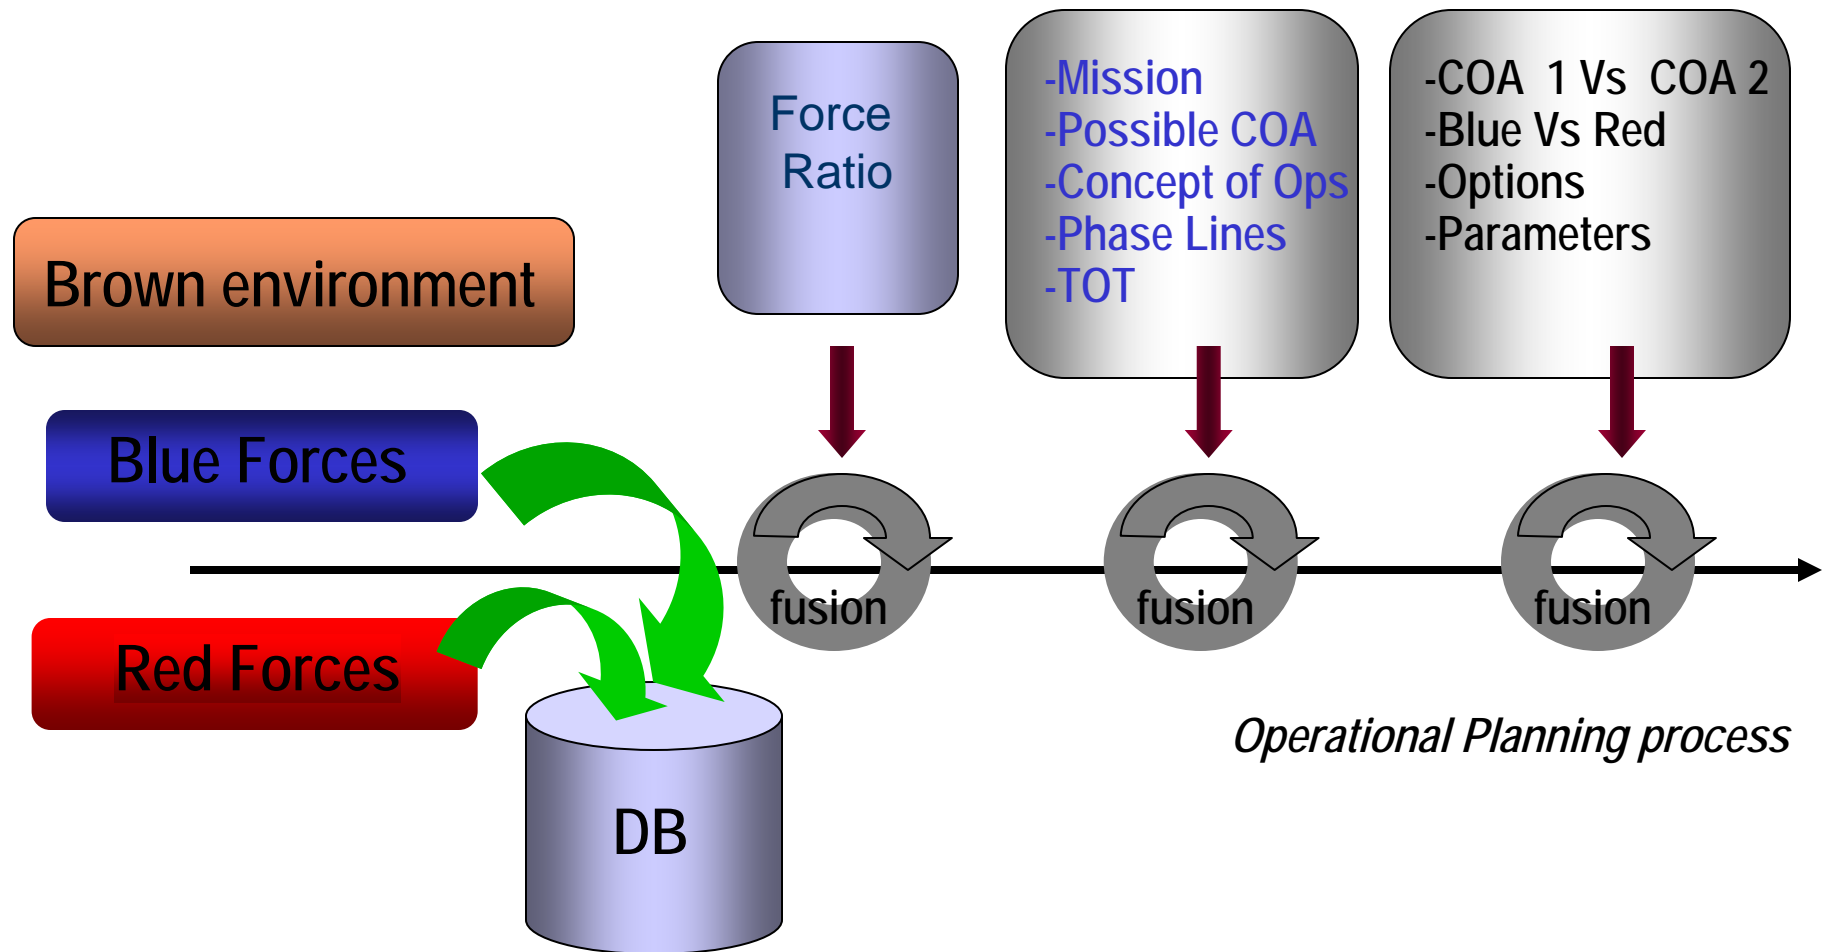 Force
Ratio
-Mission
-Possible COA
-Concept of Ops
-Phase Lines
-TOT
-COA 1 Vs COA 2
-Blue Vs Red
-Options
-Parameters
Brown environment
Blue Forces
Red Forces
fusion
fusion
fusion
Operational Planning process
DB